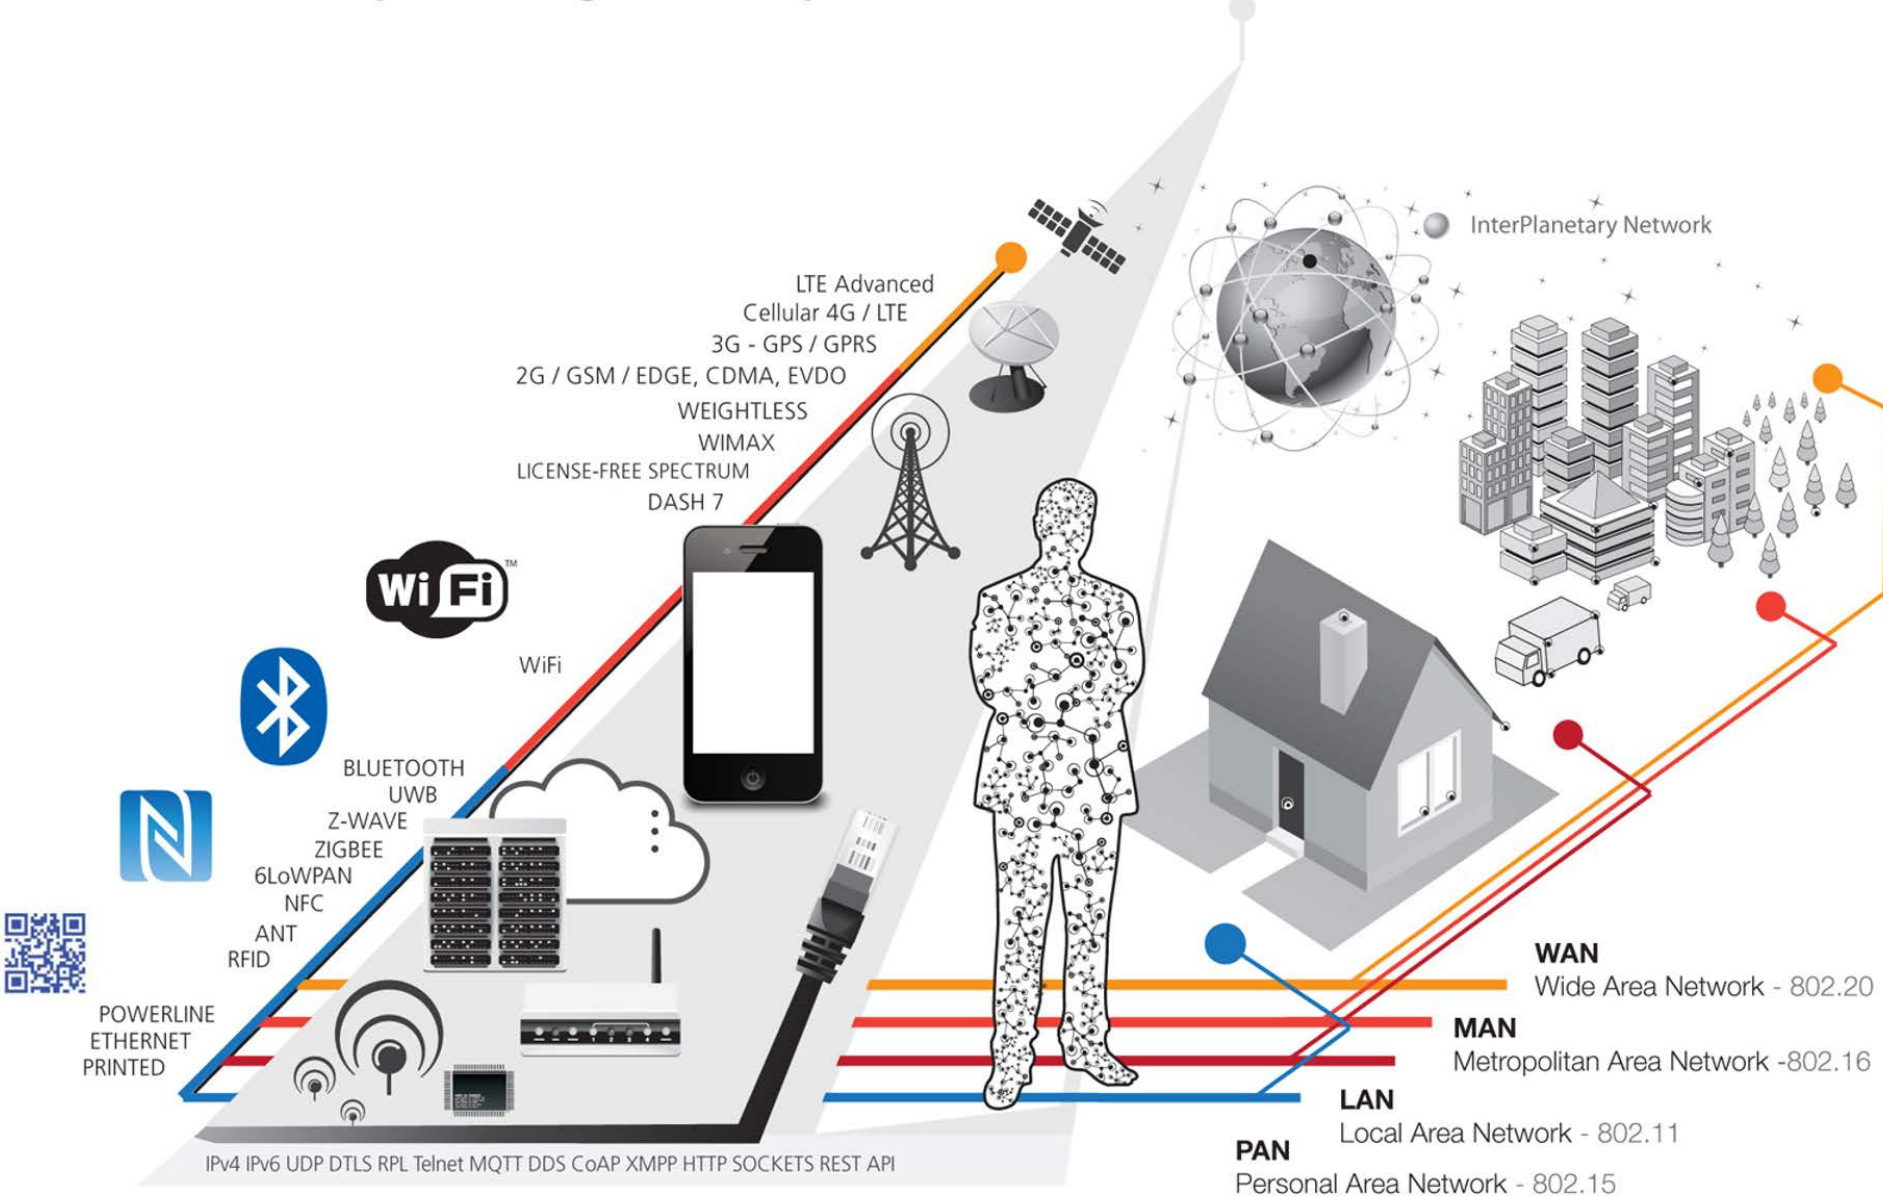 InterPlanetary Network
LTE Advanced
Cellular 4G / LTE
3G - GPS / GPRS
2G / GSM / EDGE, CDMA, EVDO
WEIGHTLESS
WIMAX
LICENSE-FREE SPECTRUM
DASH 7
WiFi™
WiFi
BLUETOOTH
UWB
Z-WAVE
ZIGBEE
6LoWPAN
NFC
ANT
RFID
POWERLINE
ETHERNET
PRINTED
WAN
Wide Area Network - 802.20
MAN
Metropolitan Area Network -802.16
LAN
Local Area Network - 802.11
PAN
Personal Area Network - 802.15
IPv4 IPv6 UDP DTLS RPL Telnet MQTT DDS CoAP XMPP HTTP SOCKETS REST API